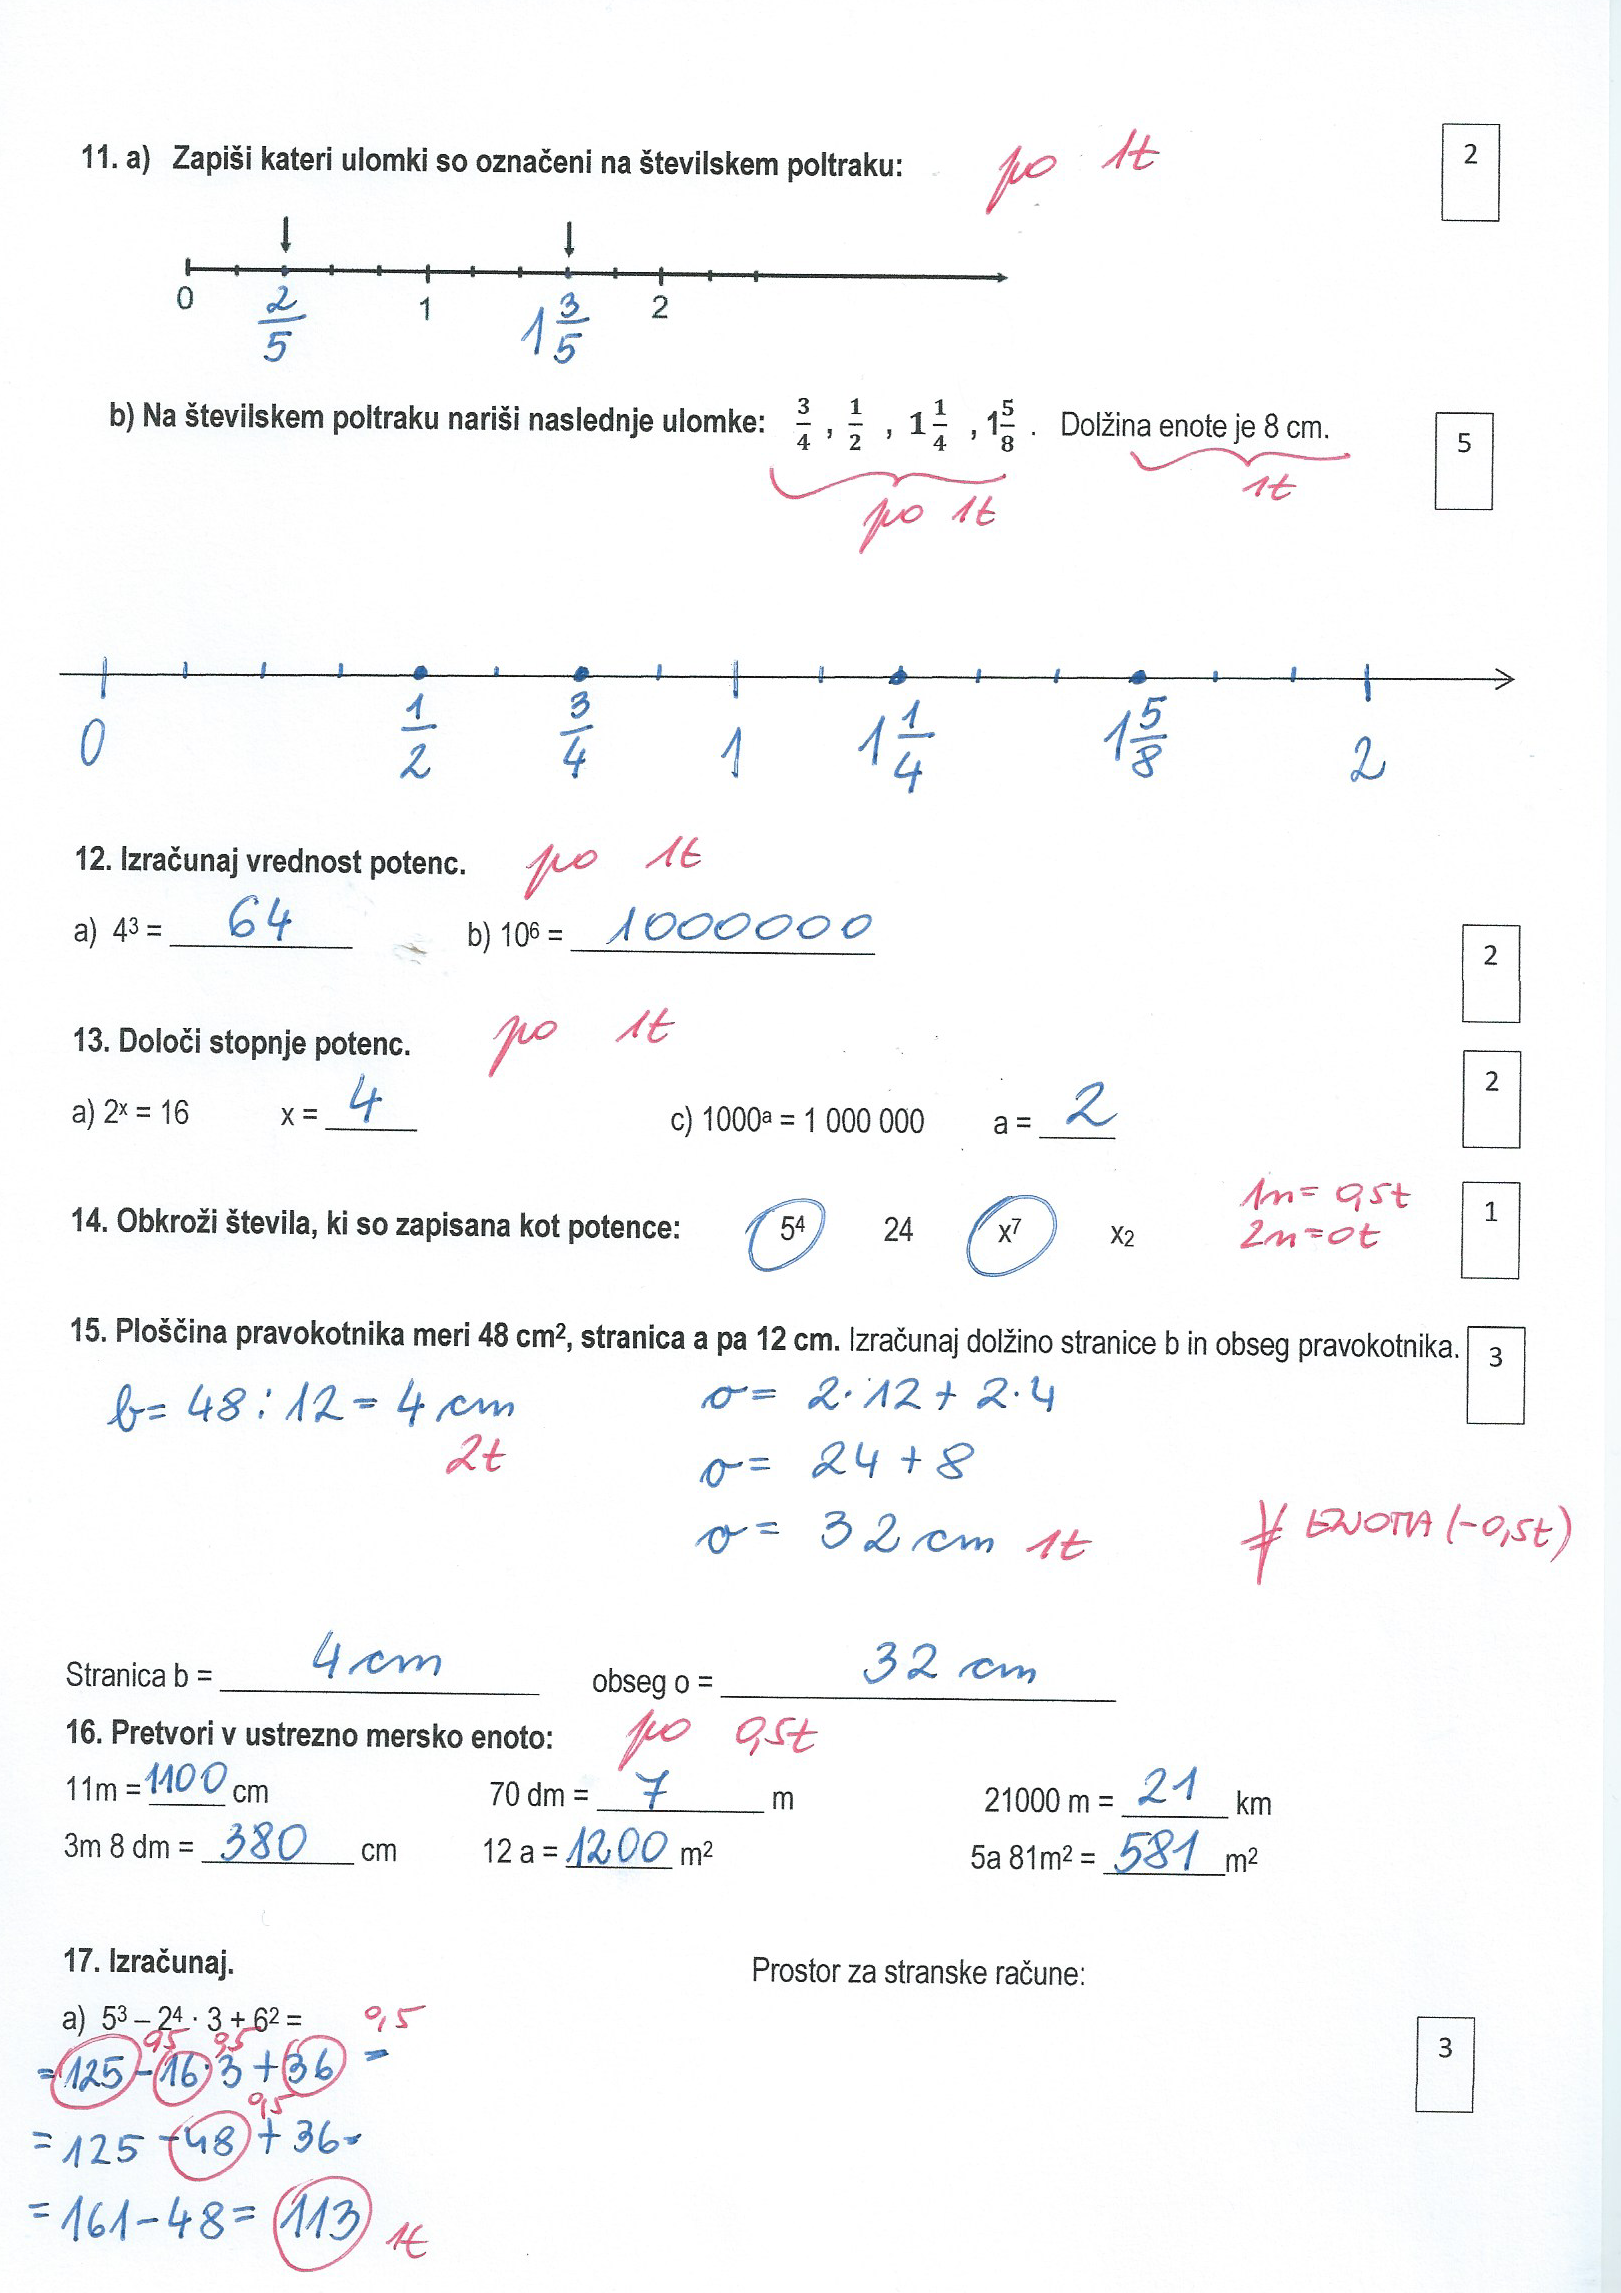 11. a) Zapiši kateri ulomki so označeni na številskem poltraku: po 1t 2
0 2/5 1 1 3/5 2
b) Na številskem poltraku nariši naslednje ulomke: 3/4 , 1/2 , 1 1/4 , 1 5/8 . Dolžina enote je 8 cm. 5
po 1t 1t
0 1/2 3/4 1 1 1/4 1 5/8 2
12. Izračunaj vrednost potenc. po 1t
a) 4³ = 64 b) 10⁶ = 1000000 2
13. Določi stopnje potenc. po 1t
a) 2ˣ = 16 x = 4 c) 1000ᵃ = 1 000 000 a = 2 2
14. Obkroži števila, ki so zapisana kot potence: 5⁴ 24 x⁷ x2 1n = 0,5t 1
2n = 0t
15. Ploščina pravokotnika meri 48 cm², stranica a pa 12 cm. Izračunaj dolžino stranice b in obseg pravokotnika. 3
b = 48 : 12 = 4 cm o = 2·12 + 2·4
2t o = 24 + 8
o = 32 cm 1t ≠ ENOTA (-0,5t)
Stranica b = 4 cm obseg o = 32 cm
16. Pretvori v ustrezno mersko enoto: po 0,5t
11m = 1100 cm 70 dm = 7 m 21000 m = 21 km
3m 8 dm = 380 cm 12 a = 1200 m² 5a 81m² = 581 m²
17. Izračunaj. Prostor za stranske račune:
a) 5³ – 2⁴ · 3 + 6² = 0,5
0,5 0,5
= 125 - 16·3 + 36 = 3
0,5
= 125 - 48 + 36 =
= 161 - 48 = 113 1t